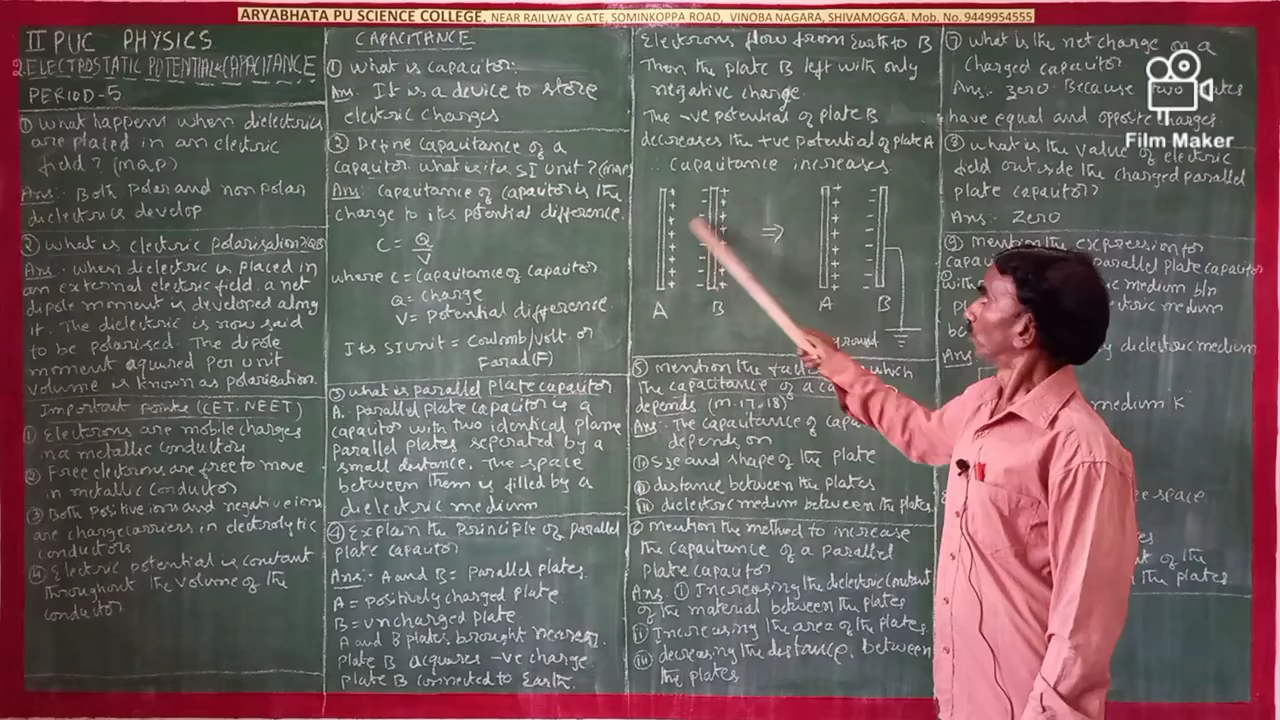 ARYABHATA PU SCIENCE COLLEGE. NEAR RAILWAY GATE, SOMINKOPPA ROAD, VINOBA NAGARA, SHIVAMOGGA. Mob. No. 9449954555
II PUC PHYSICS
2. ELECTROSTATIC POTENTIAL & CAPACITANCE
PERIOD-5
① What happens when dielectrics
are placed in an electric
field? (MQP)
Ans:- Both Polar and non polar
dielectrics develop
② What is electric polarisation?
Ans:- when dielectric is placed in
an external electric field. a net
dipole moment is developed along
it. The dielectric is now said
to be polarised. The dipole
moment aquired per unit
volume is known as polarisation.
Important points (CET. NEET)
① Electrons are mobile charges
in a metallic conductors
② Free electrons are free to move
in metallic Conductor
③ Both positive ions and negative ions
are charge carriers in electrolytic
conductors
④ Electric potential is constant
throughout the volume of the
conductor
CAPACITANCE
① What is capacitor:
Ans: It is a device to store
electric charges
② Define capacitance of a
capacitor what is its SI unit?
Ans: Capacitance of capacitor is the
charge to its potential difference.
C = Q/V
where C = Capacitance of capacitor
Q = charge
V = potential difference.
Its SI unit = Coulomb/volt. or
Farad (F)
③ what is parallel plate capacitor
A. Parallel plate capacitor is a
capacitor with two identical plane
parallel plates seperated by a
small distance. The space
between them is filled by a
dielectric medium
④ Explain the Principle of parallel
plate capacitor
Ans:- A and B = Parallel plates.
A = positively charged plate.
B = uncharged plate.
A and B plates brought nearer.
plate B acquires -ve charge.
plate B connected to Earth.
Electrons flow from Earth to B
Then the plate B left with only
negative charge.
The -ve potential of plate B
decreases the +ve potential of plate A
∴ Capacitance increases.
A B ⇒ A B
ground
⑤ mention the which
the capacitance of a
depends (M.17.18)
Ans:- The capacitance of
depends on
i) Sze and shape of the plate
ii) distance between the plates
iii) dielectric medium between the plates
⑥ mention the method to increase
the capacitance of a parallel
plate capacitor
Ans. i) Increasing the dielectric constant
of the material between the plates
ii) Increasing the area of the plates.
iii) decreasing the distance. between
the plates
⑦ what is the net charge on a
charged capacitor.
Ans:- Zero. Because two
have equal and opposite charges.
⑧ what is the value of electric
field outside the charged parallel
plate capacitor?
Ans:- Zero
⑨ mention the expression for
parallel plate capacitor
medium b/n
medium
Ans dielectric medium
medium K
space
of the
the plates
Film Maker